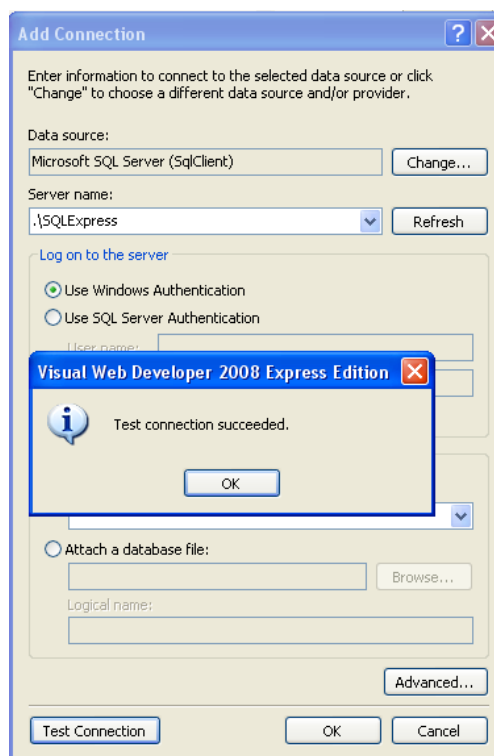 Add Connection
Enter information to connect to the selected data source or click
"Change" to choose a different data source and/or provider.
Data source:
Microsoft SQL Server (SqlClient)
Change...
Server name:
.\SQLExpress
Refresh
Log on to the server
Use Windows Authentication
Use SQL Server Authentication
User name:
Visual Web Developer 2008 Express Edition
Test connection succeeded.
OK
Attach a database file:
Browse...
Logical name:
Advanced...
Test Connection
OK
Cancel